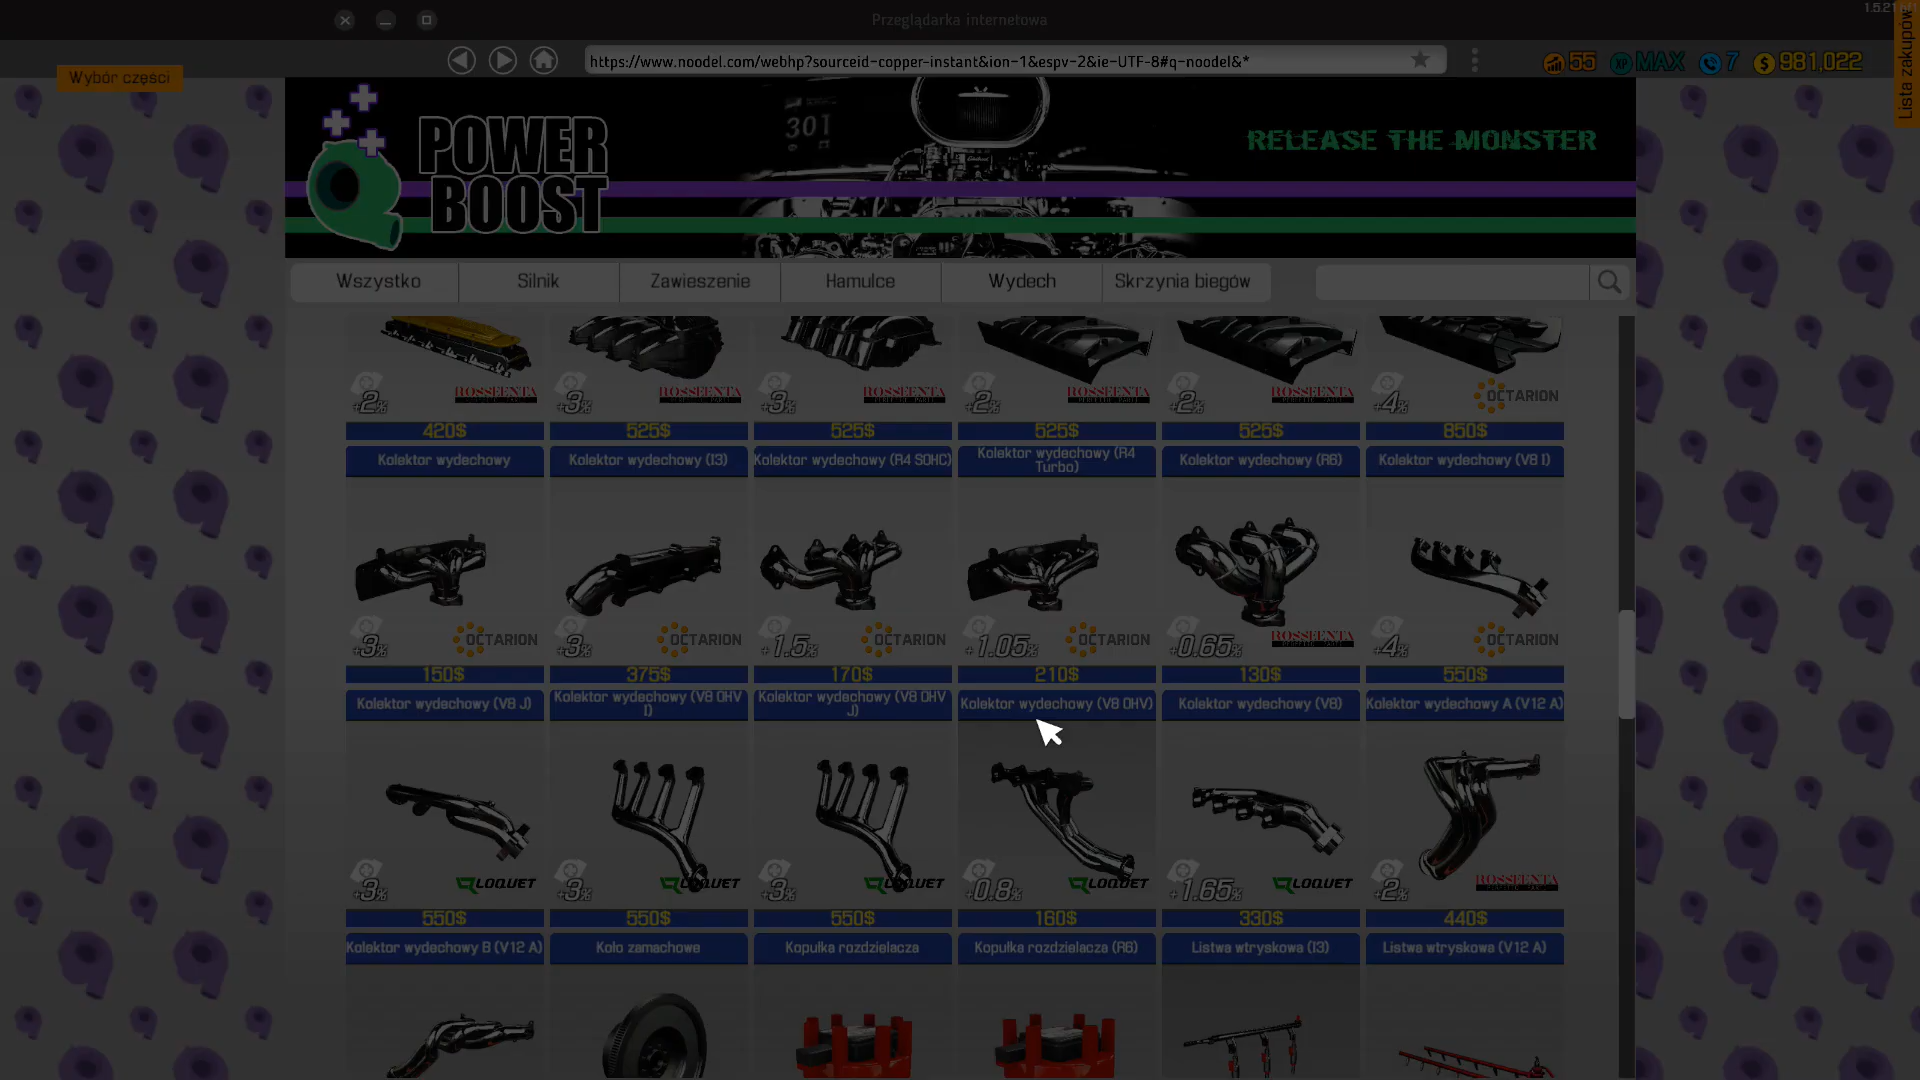 Przeglądarka internetowa
https://www.noodel.com/webhp?sourceid-copper-instant&ion-1&espv-2&ie-UTF-8#q-noodel&*
55 XP MAX 7 $ 981,022
Lista zakupów
Wybór części
POWER
BOOST
301
RELEASE THE MONSTER
Wszystko Silnik Zawieszenie Hamulce Wydech Skrzynia biegów
+2% +3% +3% +2% +2% +4% OCTARION
420$ 525$ 525$ 525$ 525$ 850$
Kolektor wydechowy
Kolektor wydechowy (I3)
Kolektor wydechowy (R4 SOHC)
Kolektor wydechowy (R4
Turbo)
Kolektor wydechowy (R6)
Kolektor wydechowy (V8 I)
+3% OCTARION +3% OCTARION +1.5% OCTARION +1.05% OCTARION +0.65% +4% OCTARION
150$ 375$ 170$ 210$ 130$ 550$
Kolektor wydechowy (V8 J)
Kolektor wydechowy (V8 OHV
I)
Kolektor wydechowy (V8 OHV
J)
Kolektor wydechowy (V8 OHV)
Kolektor wydechowy (V8)
Kolektor wydechowy A (V12 A)
+3% LOQUET +3% LOQUET +3% LOQUET +0.8% LOQUET +1.65% LOQUET +2%
550$ 550$ 550$ 160$ 330$ 440$
Kolektor wydechowy B (V12 A)
Koło zamachowe
Kopułka rozdzielacza
Kopułka rozdzielacza (R6)
Listwa wtryskowa (I3)
Listwa wtryskowa (V12 A)